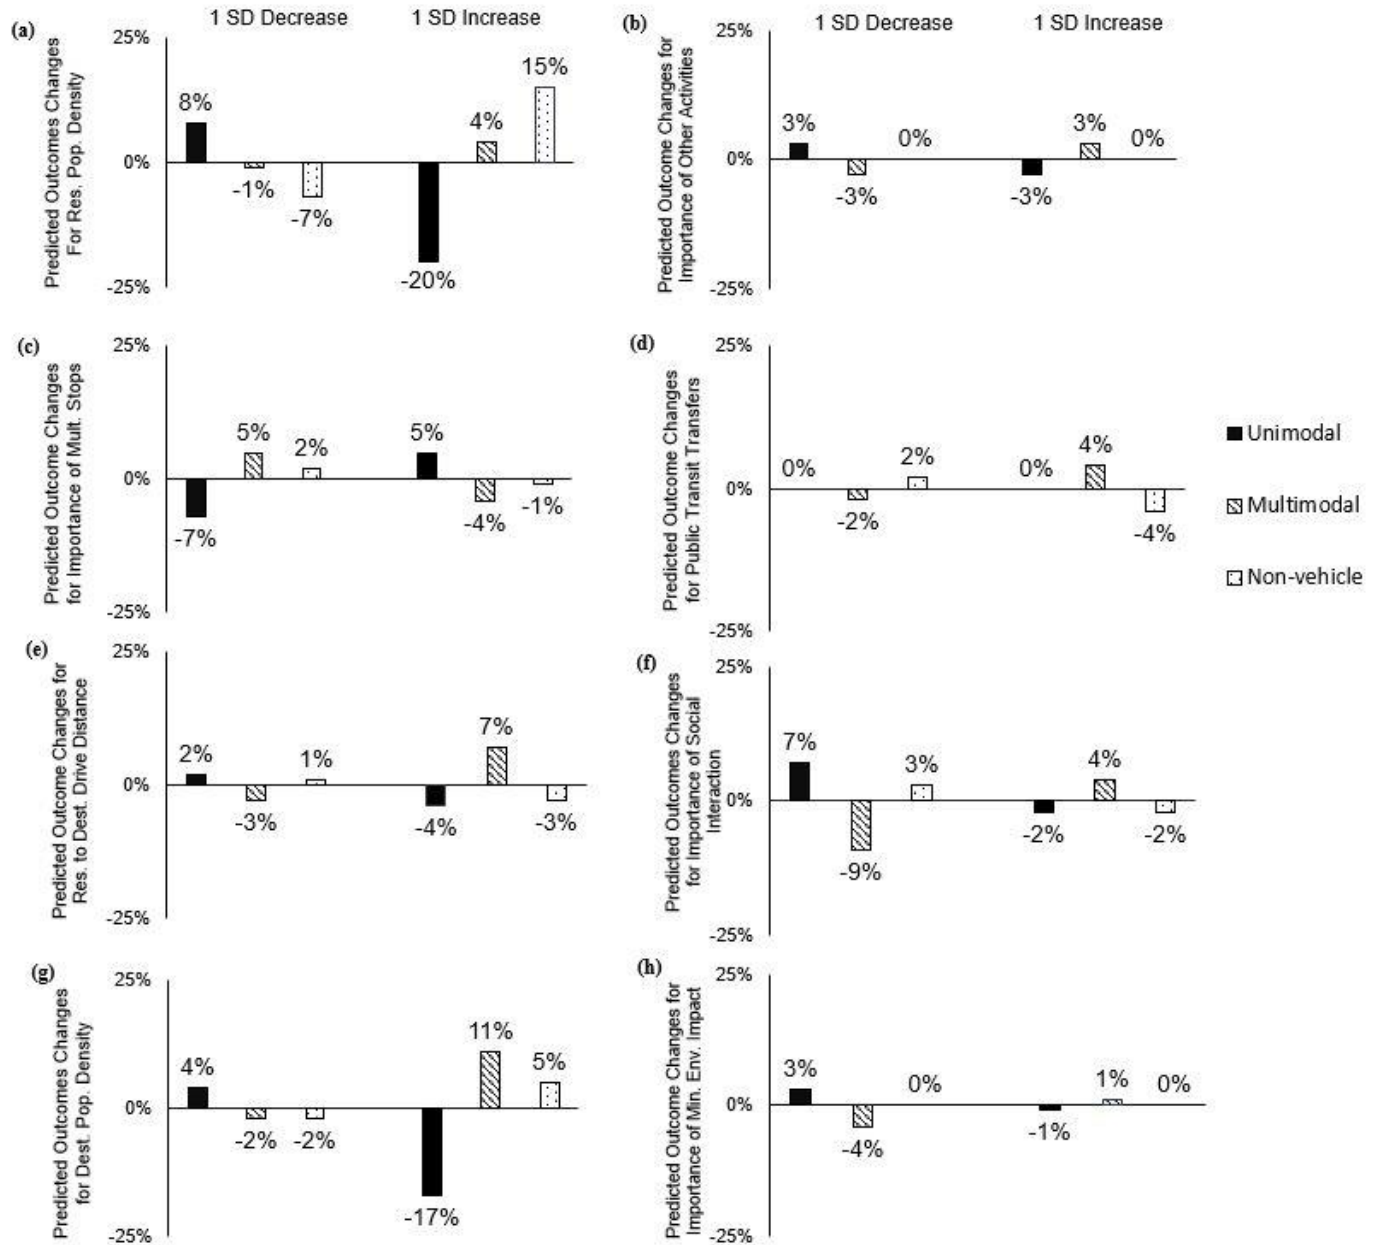 (a)
1 SD Decrease
1 SD Increase
Predicted Outcomes Changes
For Res. Pop. Density
25%
0%
-25%
8%
-1%
-7%
-20%
4%
15%
(b)
1 SD Decrease
1 SD Increase
Predicted Outcome Changes for
Importance of Other Activities
25%
0%
-25%
3%
-3%
0%
-3%
3%
0%
(c)
Predicted Outcome Changes
for Importance of Mult. Stops
25%
0%
-25%
-7%
5%
2%
5%
-4%
-1%
(d)
Predicted Outcome Changes
for Public Transit Transfers
25%
0%
-25%
0%
-2%
2%
0%
4%
-4%
Unimodal
Multimodal
Non-vehicle
(e)
Predicted Outcome Changes for
Res. to Dest. Drive Distance
25%
0%
-25%
2%
-3%
1%
-4%
7%
-3%
(f)
Predicted Outcomes Changes
for Importance of Social
Interaction
25%
0%
-25%
7%
-9%
3%
-2%
4%
-2%
(g)
Predicted Outcomes Changes
for Dest. Pop. Density
25%
0%
-25%
4%
-2%
-2%
-17%
11%
5%
(h)
Predicted Outcome Changes for
Importance of Min. Env. Impact
25%
0%
-25%
3%
-4%
0%
-1%
1%
0%